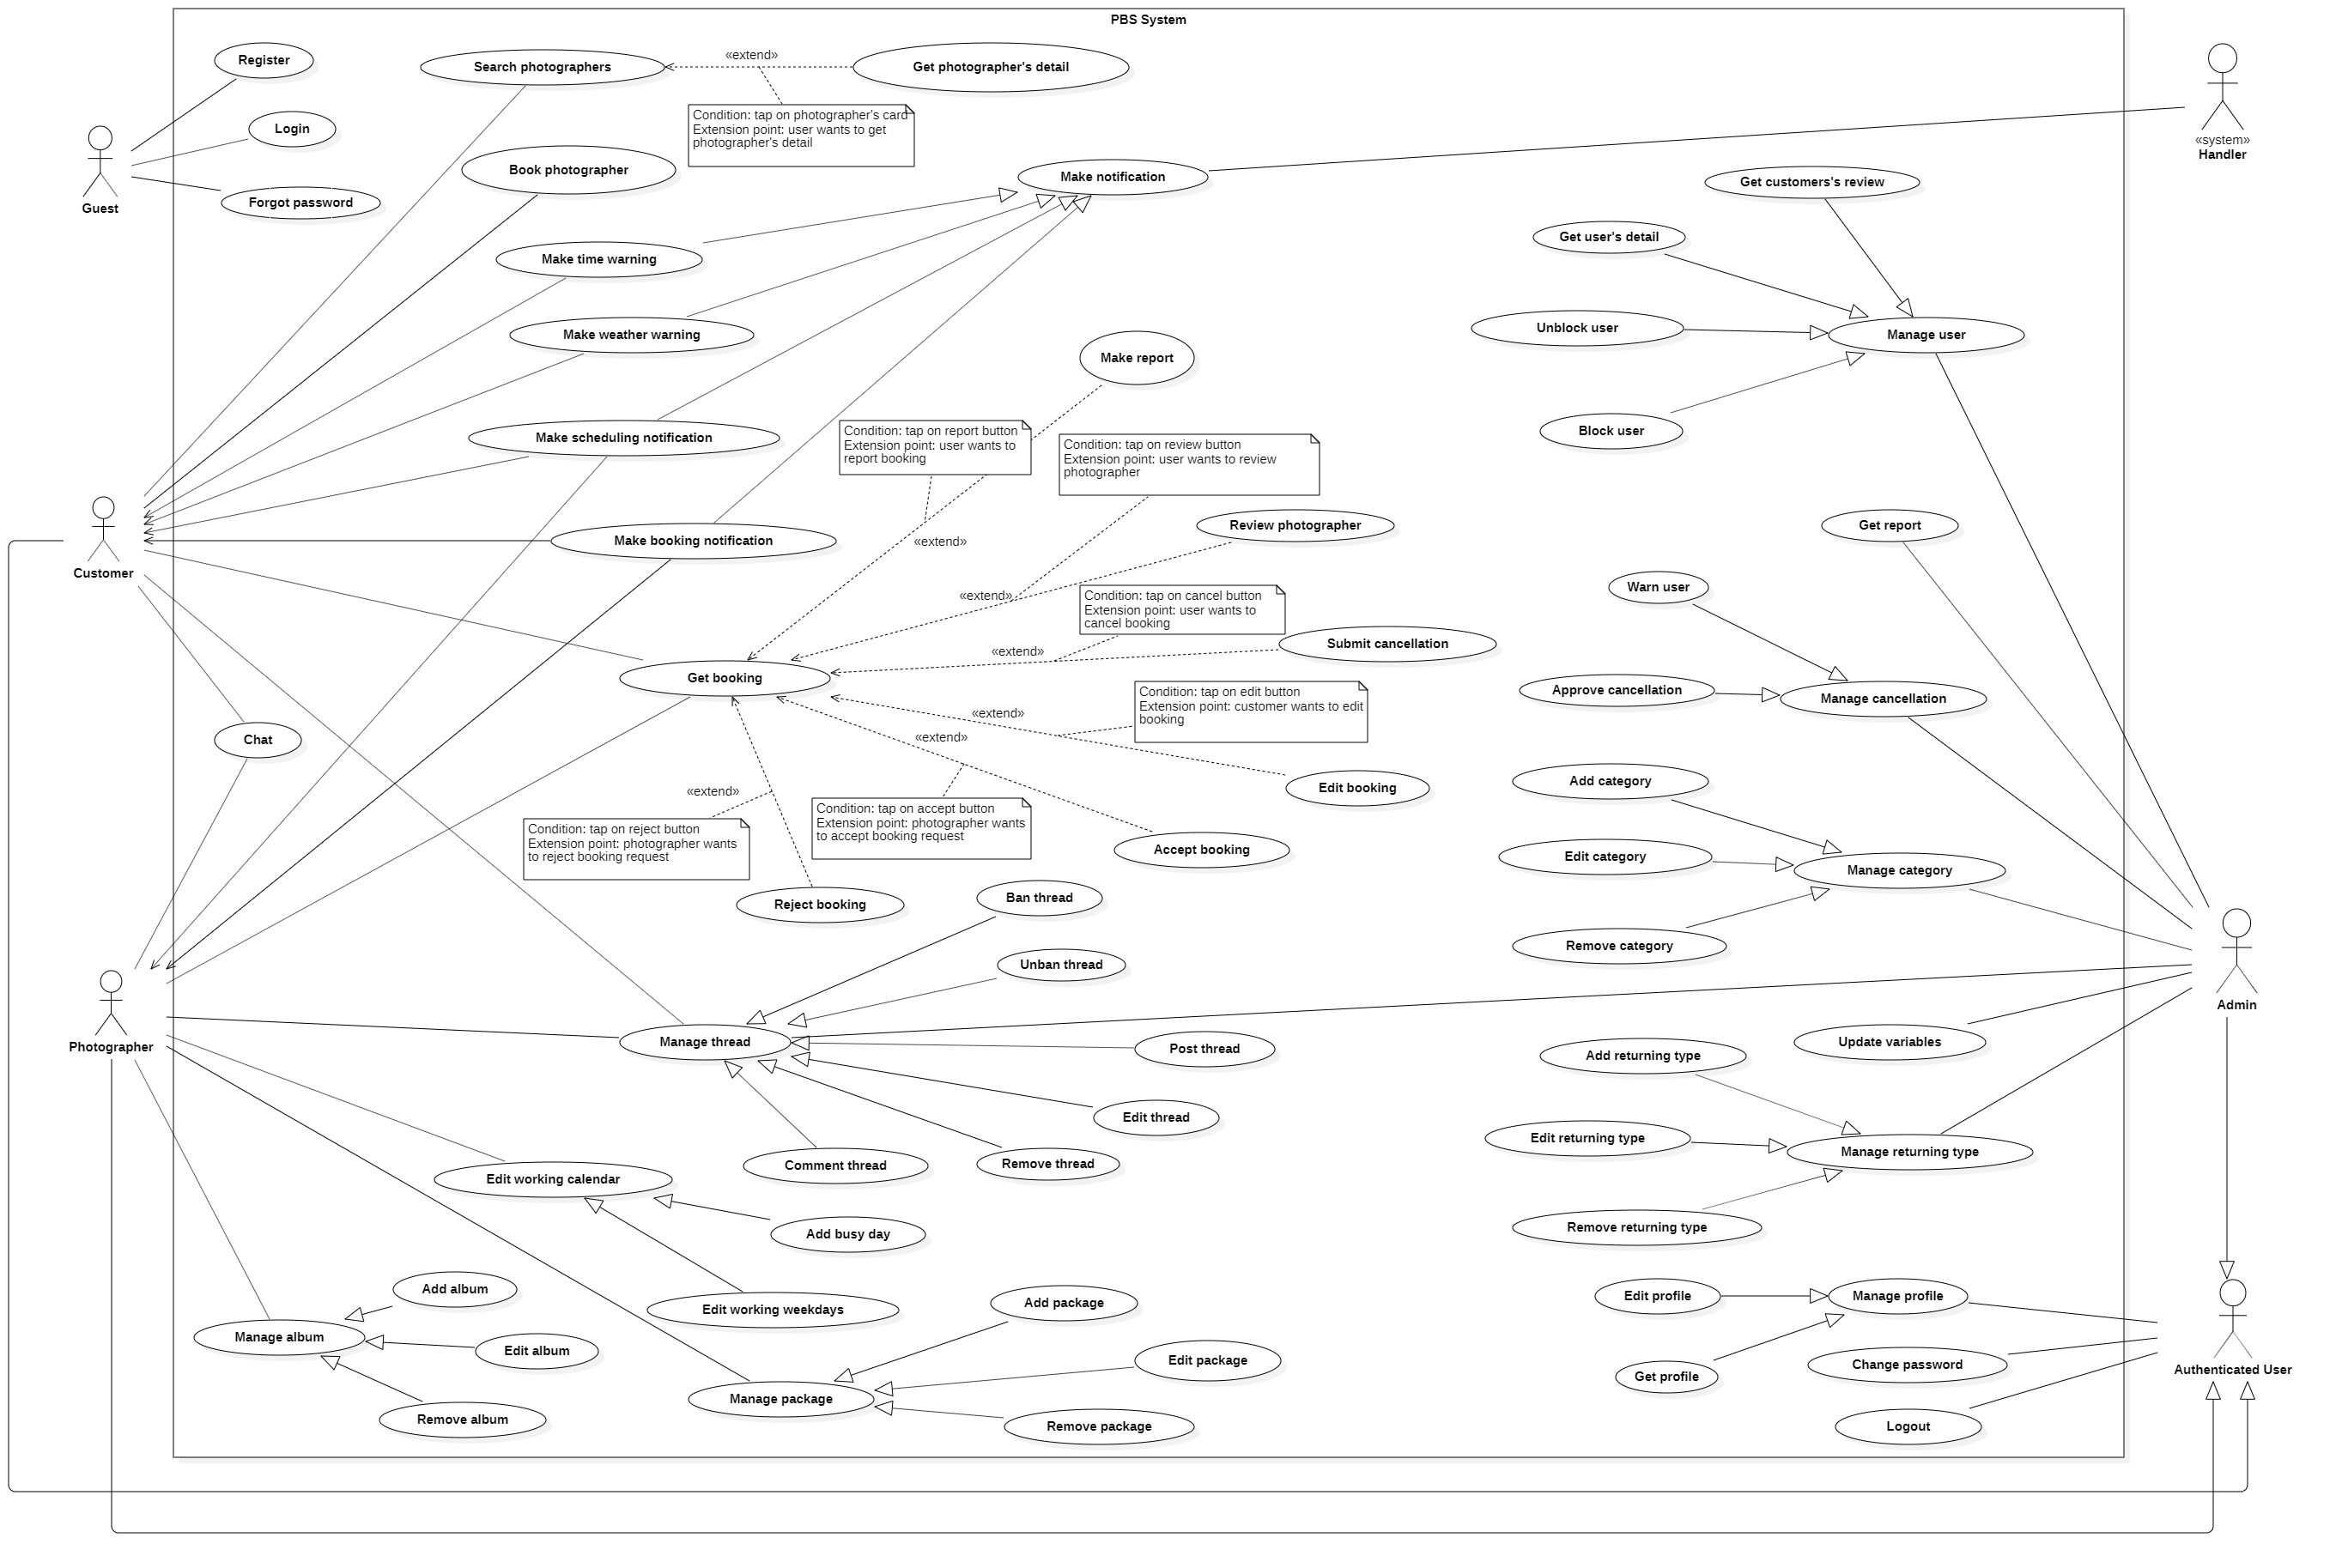 PBS System
Register
Search photographers
«extend»
Get photographer's detail
Condition: tap on photographer's card
Extension point: user wants to get
photographer's detail
Login
Guest
Forgot password
Book photographer
Make notification
«system»
Handler
Get customers's review
Get user's detail
Make time warning
Make weather warning
Unblock user
Manage user
Make report
Block user
Make scheduling notification
Condition: tap on report button
Extension point: user wants to
report booking
Condition: tap on review button
Extension point: user wants to review
photographer
Review photographer
Get report
Make booking notification
«extend»
Customer
«extend»
Condition: tap on cancel button
Extension point: user wants to
cancel booking
Warn user
Submit cancellation
«extend»
Get booking
Approve cancellation
Manage cancellation
Condition: tap on edit button
Extension point: customer wants to edit
booking
«extend»
«extend»
Chat
Add category
«extend»
Edit booking
Condition: tap on accept button
Extension point: photographer wants
to accept booking request
Condition: tap on reject button
Extension point: photographer wants
to reject booking request
Accept booking
Edit category
Manage category
Reject booking
Ban thread
Remove category
Unban thread
Admin
Photographer
Manage thread
Post thread
Update variables
Add returning type
Edit thread
Edit returning type
Manage returning type
Comment thread
Remove thread
Edit working calendar
Add busy day
Remove returning type
Add album
Edit working weekdays
Add package
Edit profile
Manage profile
Manage album
Edit album
Edit package
Change password
Authenticated User
Get profile
Manage package
Remove album
Remove package
Logout